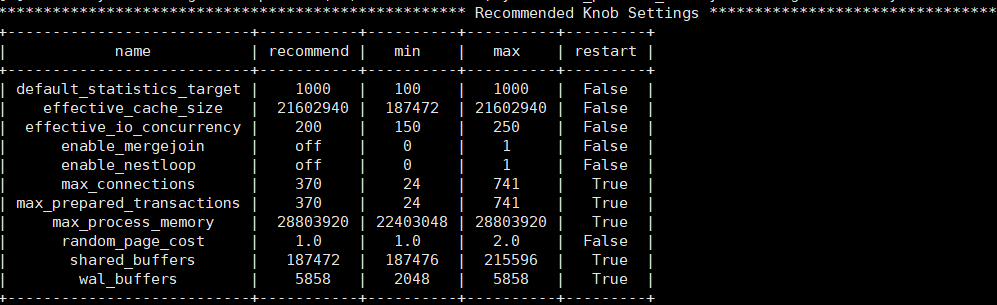 **************************************************** Recommended Knob Settings ********************************
+---------------------------+-----------+----------+----------+---------+
| name | recommend | min | max | restart |
+---------------------------+-----------+----------+----------+---------+
| default_statistics_target | 1000 | 100 | 1000 | False |
| effective_cache_size | 21602940 | 187472 | 21602940 | False |
| effective_io_concurrency | 200 | 150 | 250 | False |
| enable_mergejoin | off | 0 | 1 | False |
| enable_nestloop | off | 0 | 1 | False |
| max_connections | 370 | 24 | 741 | True |
| max_prepared_transactions | 370 | 24 | 741 | True |
| max_process_memory | 28803920 | 22403048 | 28803920 | True |
| random_page_cost | 1.0 | 1.0 | 2.0 | False |
| shared_buffers | 187472 | 187476 | 215596 | True |
| wal_buffers | 5858 | 2048 | 5858 | True |
+---------------------------+-----------+----------+----------+---------+